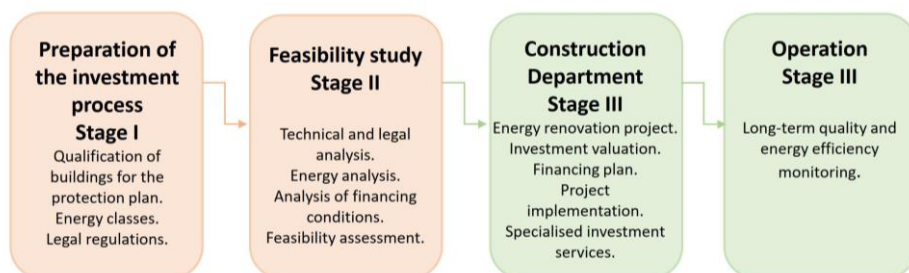 Preparation of
the investment
process
Stage I
Qualification of
buildings for the
protection plan.
Energy classes.
Legal regulations.
Feasibility study
Stage II
Technical and legal
analysis.
Energy analysis.
Analysis of financing
conditions.
Feasibility assessment.
Construction
Department
Stage III
Energy renovation project.
Investment valuation.
Financing plan.
Project
implementation.
Specialised investment
services.
Operation
Stage III
Long-term quality and
energy efficiency
monitoring.